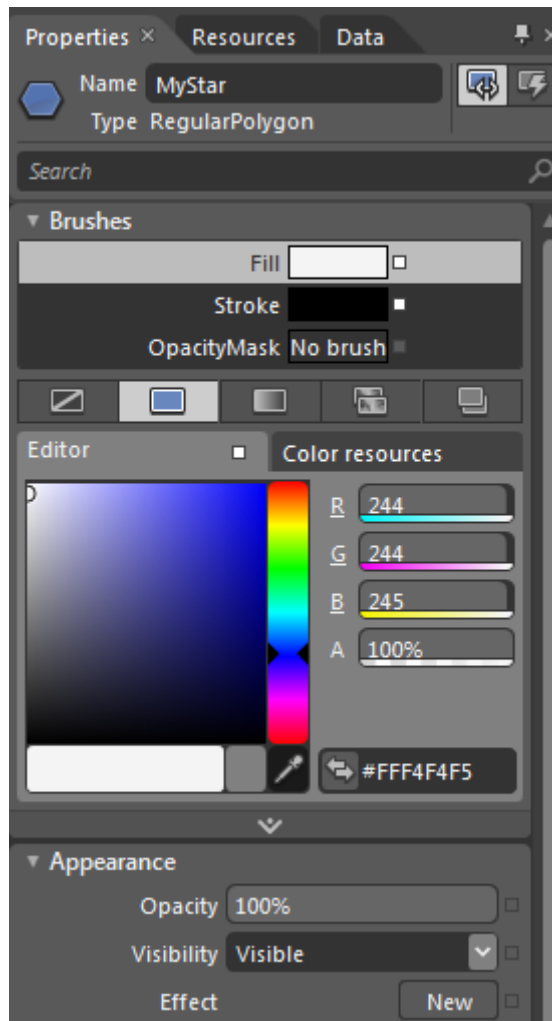 Properties × Resources Data
Name MyStar
Type RegularPolygon
Search
Brushes
Fill
Stroke
OpacityMask No brush
Editor Color resources
R 244
G 244
B 245
A 100%
#FFF4F4F5
Appearance
Opacity 100%
Visibility Visible
Effect New